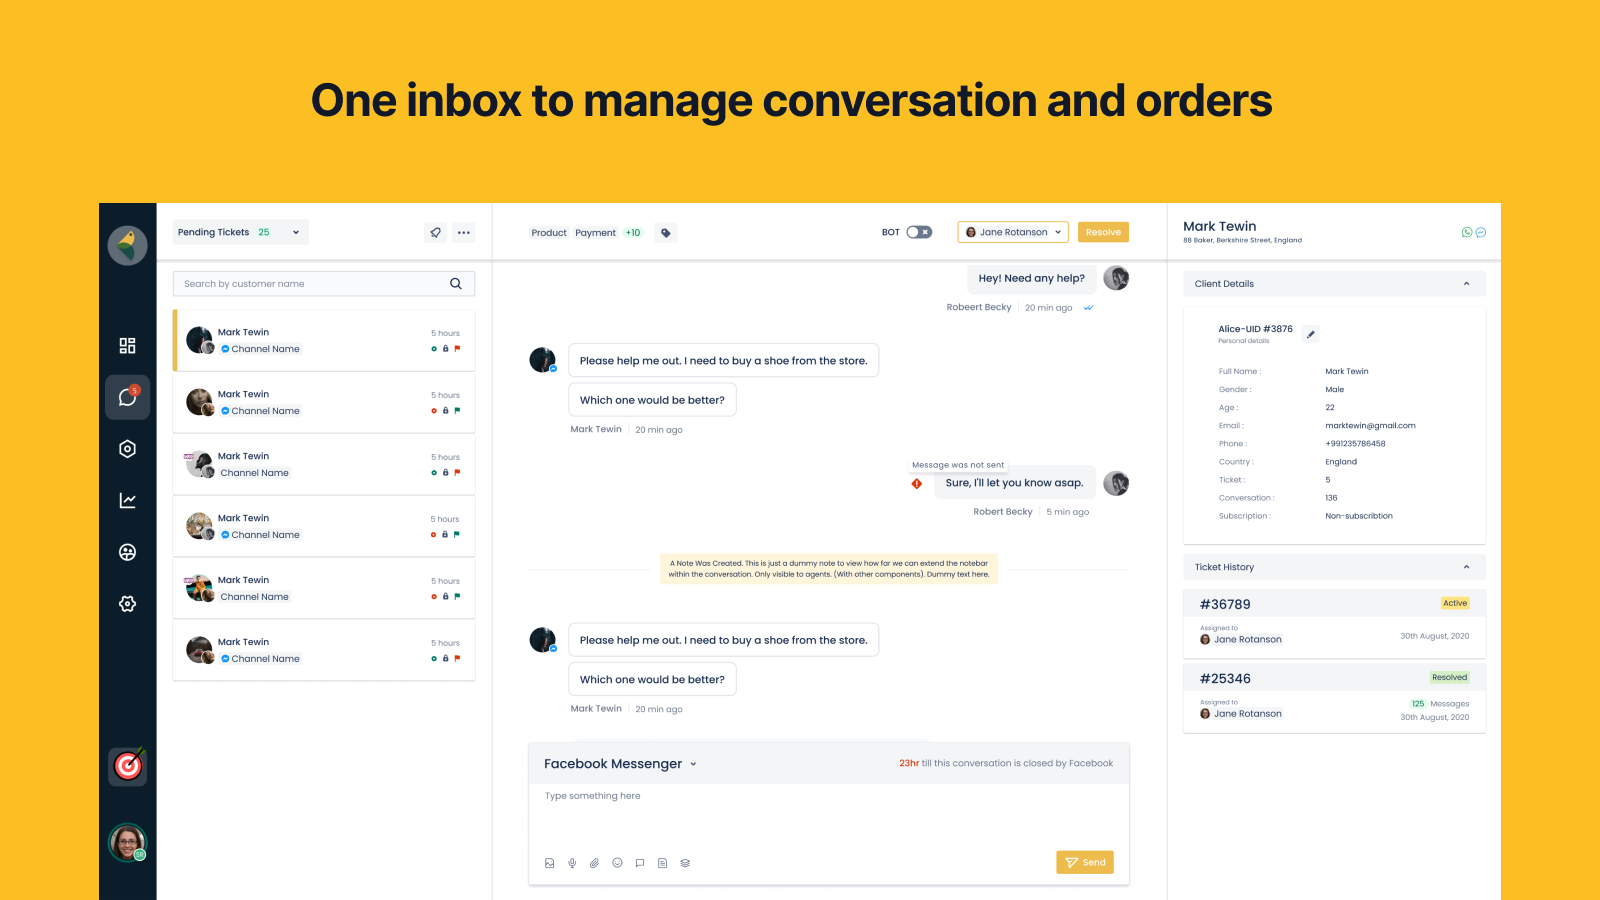 One inbox to manage conversation and orders
Pending Tickets 25
Search by customer name
Mark Tewin
5 hours
Channel Name
Mark Tewin
5 hours
Channel Name
Mark Tewin
5 hours
Channel Name
Mark Tewin
5 hours
Channel Name
Mark Tewin
5 hours
Channel Name
Mark Tewin
5 hours
Channel Name
5
SR
Product Payment +10
BOT
Jane Rotanson
Resolve
Hey! Need any help?
Robeert Becky 20 min ago
Please help me out. I need to buy a shoe from the store.
Which one would be better?
Mark Tewin 20 min ago
Message was not sent
Sure, I'll let you know asap.
Robert Becky 5 min ago
A Note Was Created. This is just a dummy note to view how far we can extend the notebar
within the conversation. Only visible to agents. (With other components). Dummy text here.
Please help me out. I need to buy a shoe from the store.
Which one would be better?
Mark Tewin 20 min ago
Facebook Messenger
23hr till this conversation is closed by Facebook
Type something here
Send
Mark Tewin
88 Baker, Berkshire Street, England
Client Details
Alice-UID #3876
Personal details
Full Name : Mark Tewin
Gender : Male
Age : 22
Email : marktewin@gmail.com
Phone : +991235786458
Country : England
Ticket : 5
Conversation : 136
Subscription : Non-subscribtion
Ticket History
#36789 Active
Assigned to
Jane Rotanson
30th August, 2020
#25346 Resolved
Assigned to
Jane Rotanson
125 Messages
30th August, 2020